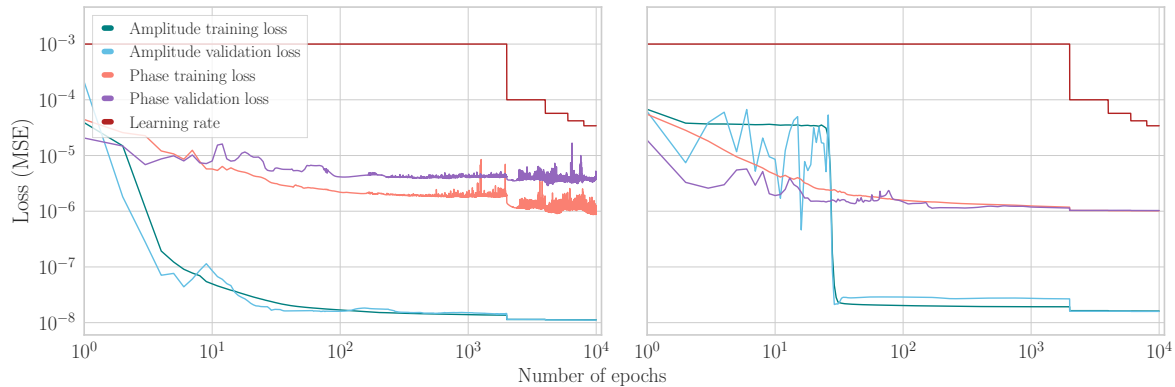 Amplitude training loss
Amplitude validation loss
Phase training loss
Phase validation loss
Learning rate
Loss (MSE)
10⁻³
10⁻⁴
10⁻⁵
10⁻⁶
10⁻⁷
10⁻⁸
10⁰ 10¹ 10² 10³ 10⁴
10⁰ 10¹ 10² 10³ 10⁴
Number of epochs